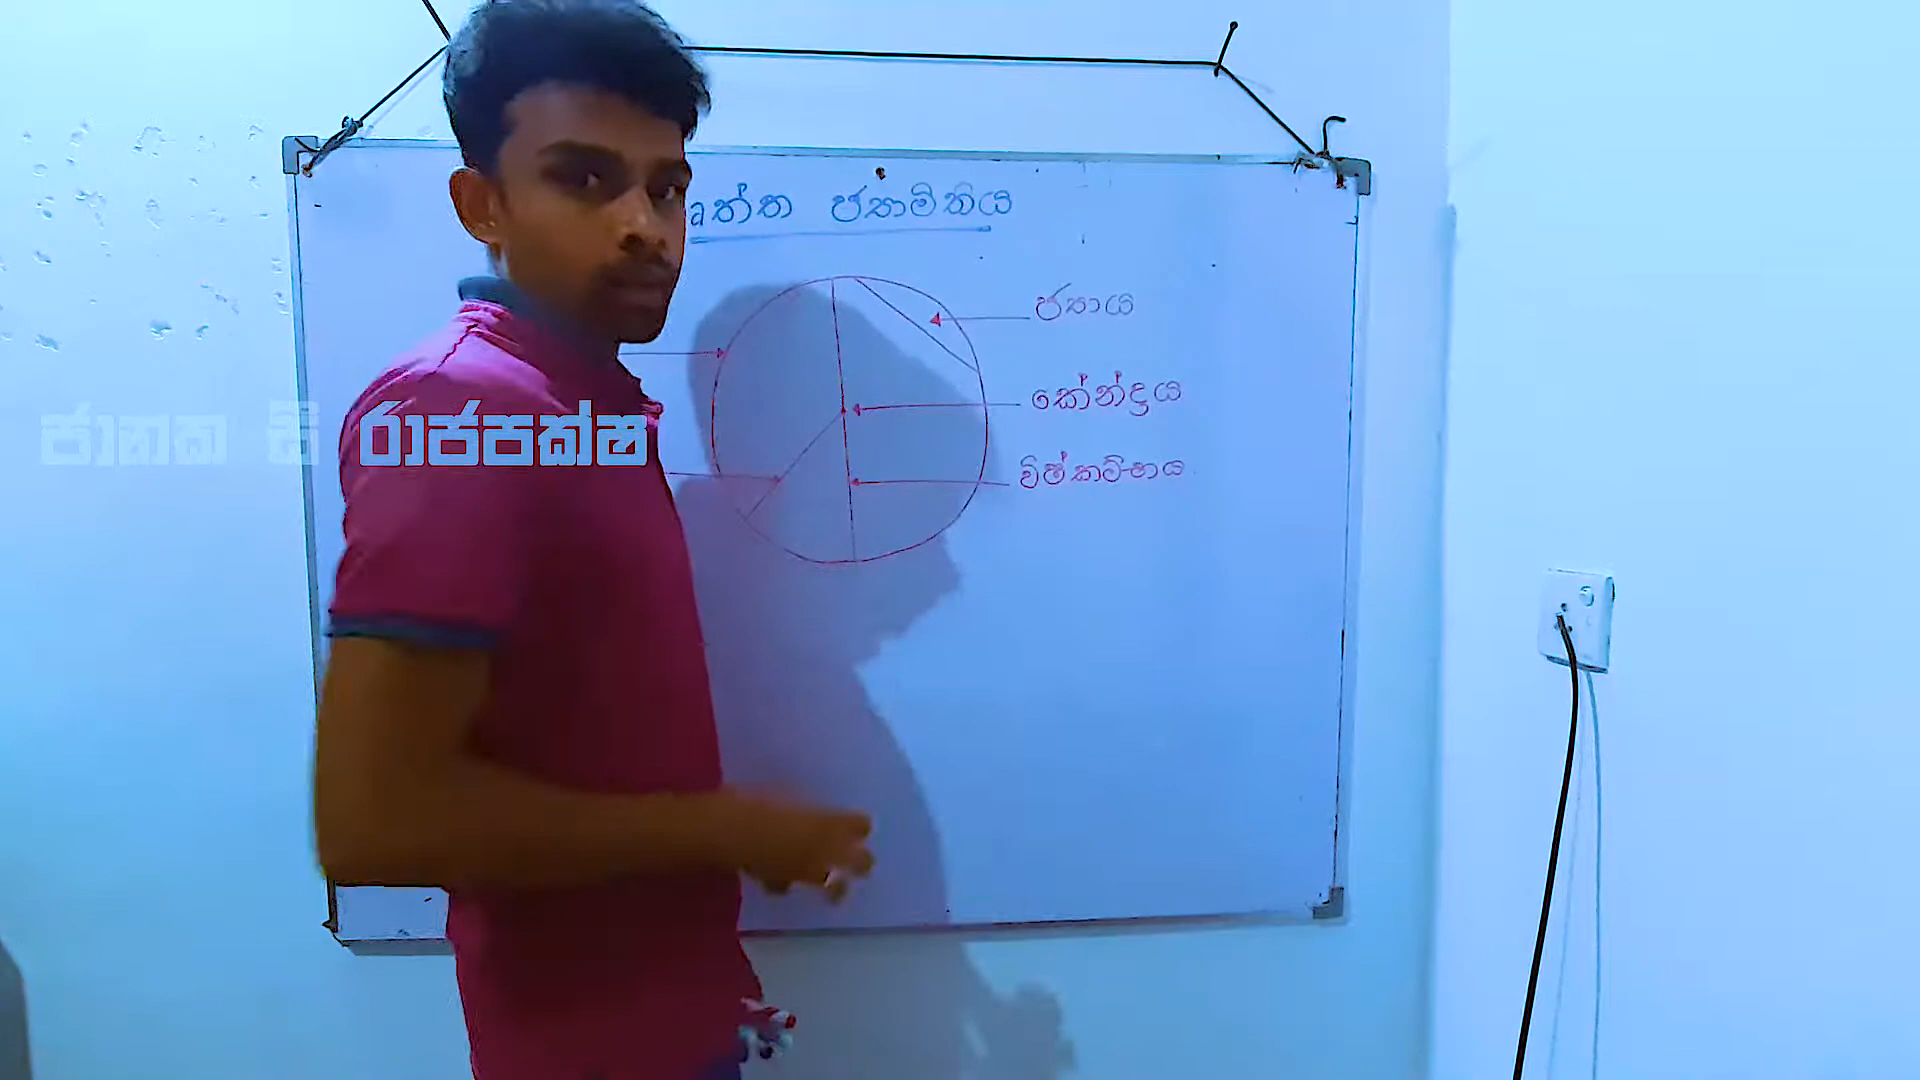 වෘත්ත ජ්‍යාමිතිය
ජ්‍යාය
කේන්ද්‍රය
විෂ්කම්භය
ජානක සි රාජපක්ෂ